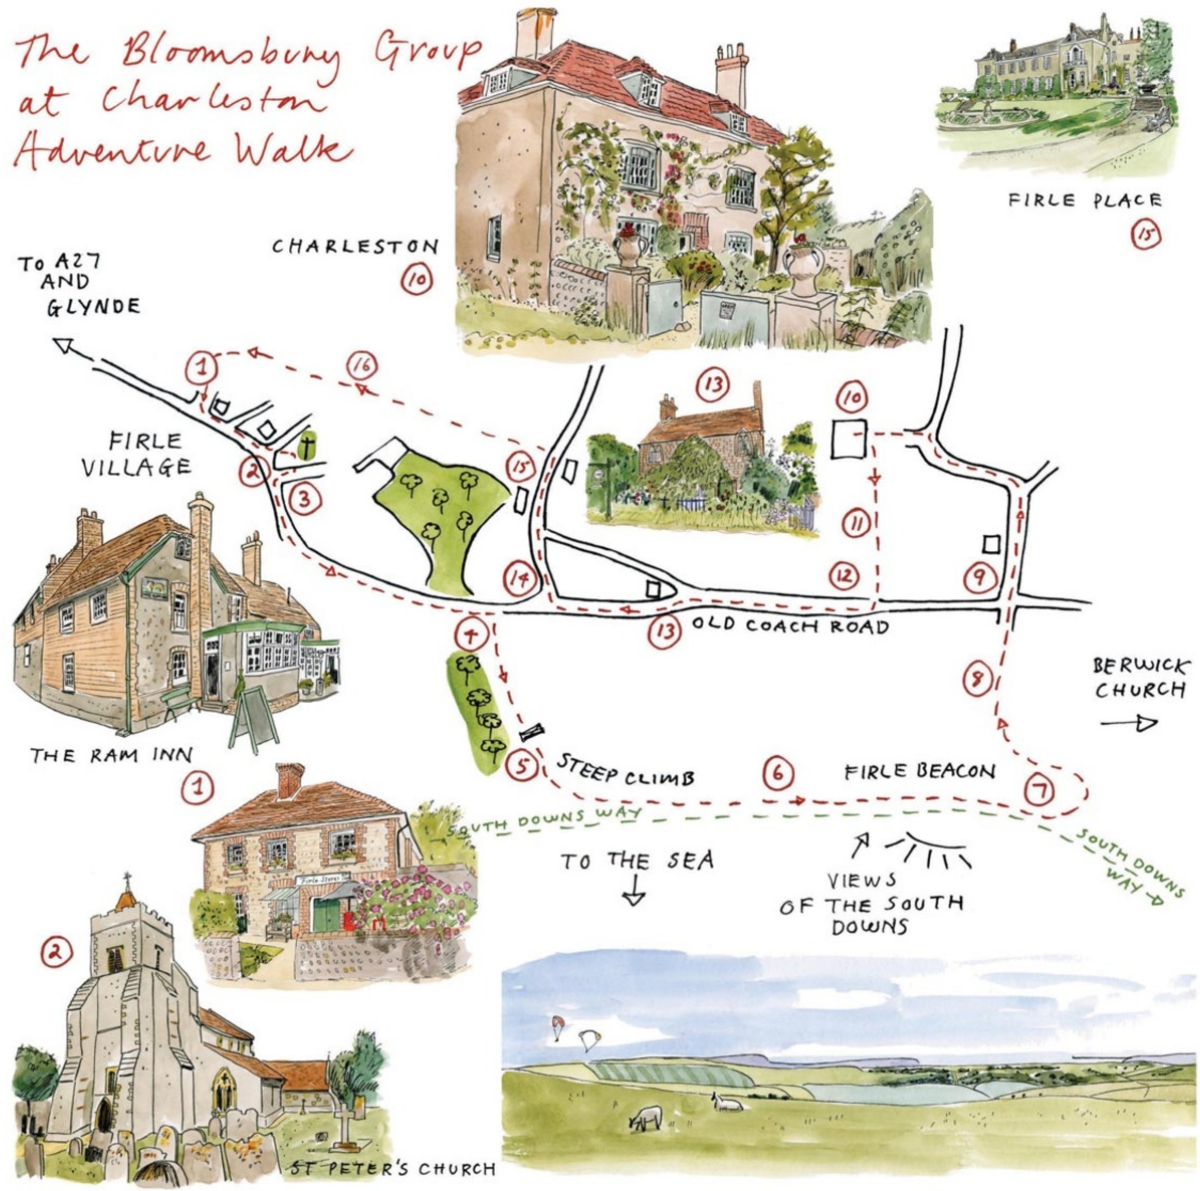 The Bloomsbury Group
at Charleston
Adventure Walk
FIRLE PLACE
15
CHARLESTON
10
TO A27
AND
GLYNDE
1
16
13
10
FIRLE
VILLAGE
2
3
15
11
14
12
9
4
13
OLD COACH ROAD
8
BERWICK
CHURCH
THE RAM INN
1
5
STEEP CLIMB
6
FIRLE BEACON
7
SOUTH DOWNS WAY
SOUTH DOWNS
WAY
TO THE SEA
VIEWS
OF THE SOUTH
DOWNS
Firle Stores
2
ST PETER'S CHURCH